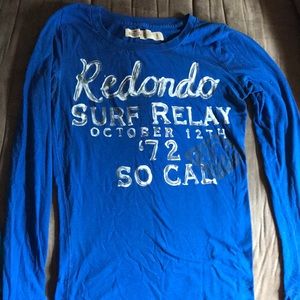 Redondo
SURF RELAY
OCTOBER 12TH
'72
SO CAL